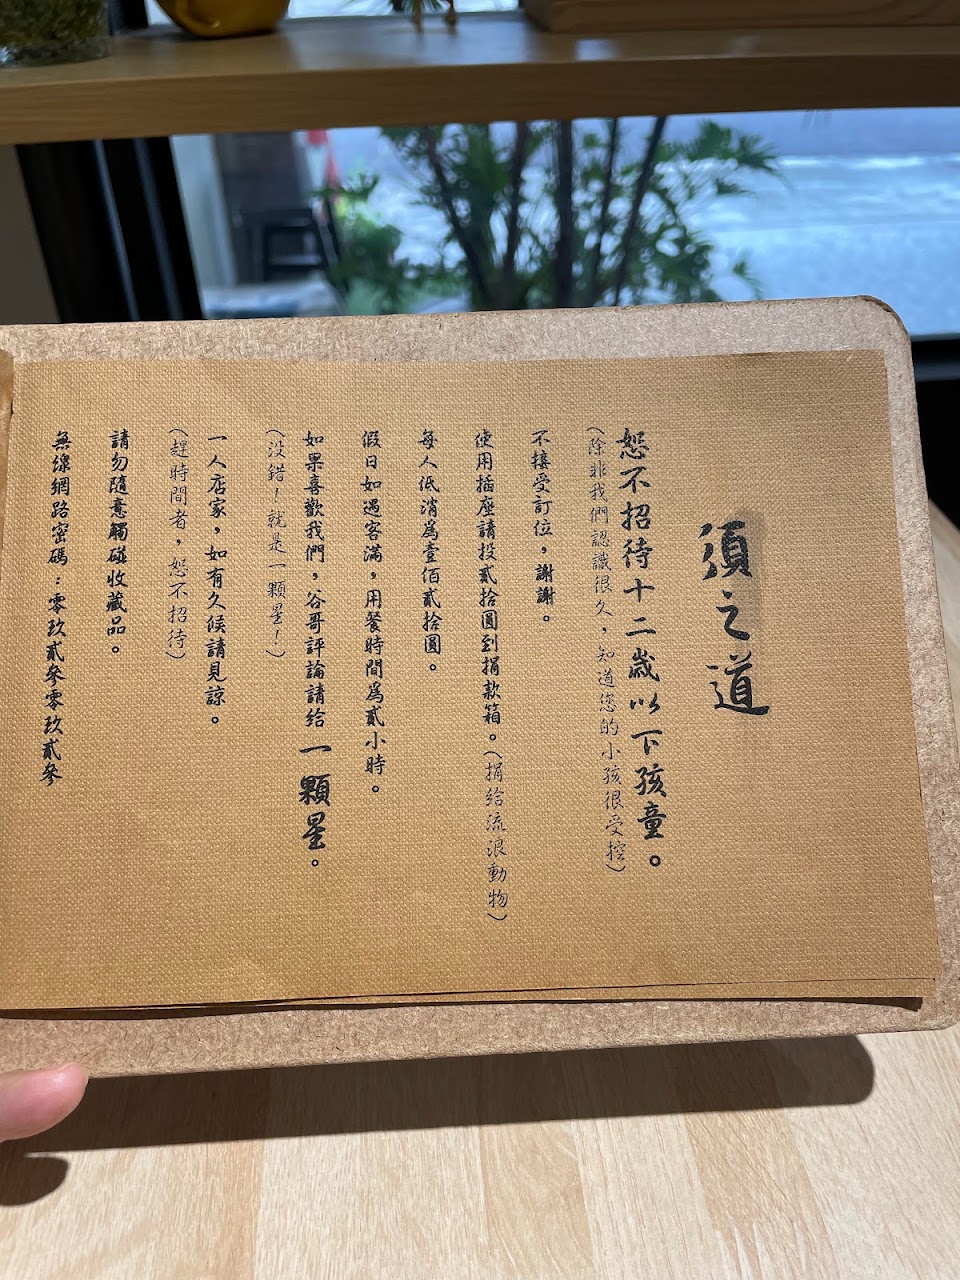 須之道
恕不招待十二歲以下孩童。
（除非我們認識很久，知道您的小孩很受控）
不接受訂位，謝謝。
使用插座請投貳拾圓到捐款箱。（捐給流浪動物）
每人低消為壹佰貳拾圓。
假日如遇客滿，用餐時間為貳小時。
如果喜歡我們，谷哥評論請給一顆星。
（没錯！就是一顆星！）
一人店家，如有久候請見諒。
（趕時間者，恕不招待）
請勿隨意觸碰收藏品。
無線網路密碼：零玖貳參零玖貳參